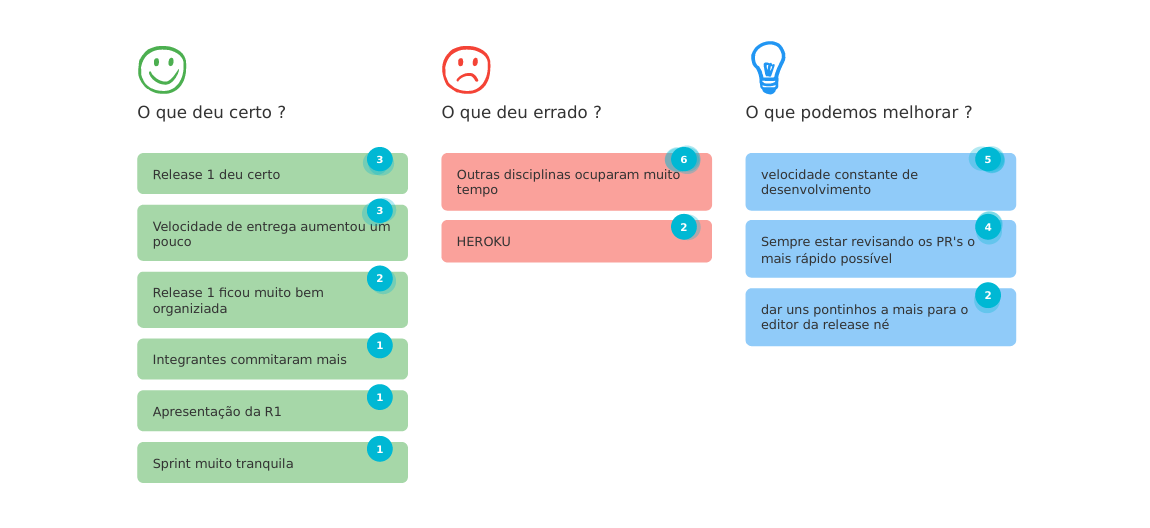 O que deu certo ?
3
Release 1 deu certo
3
Velocidade de entrega aumentou um
pouco
2
Release 1 ficou muito bem
organiziada
1
Integrantes commitaram mais
1
Apresentação da R1
1
Sprint muito tranquila
O que deu errado ?
6
Outras disciplinas ocuparam muito
tempo
2
HEROKU
O que podemos melhorar ?
5
velocidade constante de
desenvolvimento
4
Sempre estar revisando os PR's o
mais rápido possível
2
dar uns pontinhos a mais para o
editor da release né